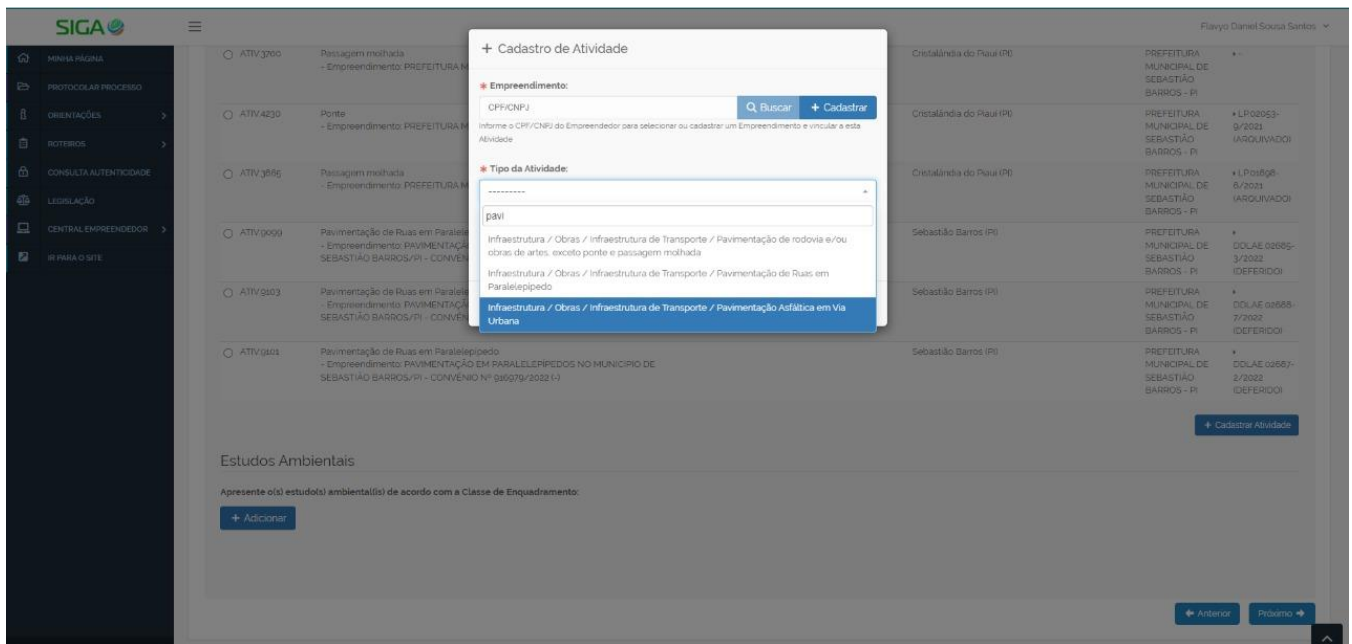 SIGA
Flavyo Daniel Sousa Santos
MINHA PÁGINA
PROTOCOLAR PROCESSO
ORIENTAÇÕES
ROTEIROS
CONSULTA AUTENTICIDADE
LEGISLAÇÃO
CENTRAL EMPREENDEDOR
IR PARA O SITE
+ Cadastro de Atividade
* Empreendimento:
CPF/CNPJ
Buscar
+ Cadastrar
Informe o CPF/CNPJ do Empreendedor para selecionar ou cadastrar um Empreendimento e vincular a esta
Atividade
* Tipo da Atividade:
---------
pavi
Infraestrutura / Obras / Infraestrutura de Transporte / Pavimentação de rodovia e/ou
obras de artes, exceto ponte e passagem molhada
Infraestrutura / Obras / Infraestrutura de Transporte / Pavimentação de Ruas em
Paralelepipedo
Infraestrutura / Obras / Infraestrutura de Transporte / Pavimentação Asfáltica em Via
Urbana
ATIV.3700
Passagem molhada
- Empreendimento: PREFEITURA M
Cristalândia do Piauí (PI)
PREFEITURA
MUNICIPAL DE
SEBASTIÃO
BARROS - PI
• -
ATIV.4230
Ponte
- Empreendimento: PREFEITURA M
Cristalândia do Piauí (PI)
PREFEITURA
MUNICIPAL DE
SEBASTIÃO
BARROS - PI
• LP.02053-
9/2021
(ARQUIVADO)
ATIV.3885
Passagem molhada
- Empreendimento: PREFEITURA M
Cristalândia do Piauí (PI)
PREFEITURA
MUNICIPAL DE
SEBASTIÃO
BARROS - PI
• LP.01898-
6/2021
(ARQUIVADO)
ATIV.9099
Pavimentação de Ruas em Paralele
- Empreendimento: PAVIMENTAÇÃ
SEBASTIÃO BARROS/PI - CONVÊN
Sebastião Barros (PI)
PREFEITURA
MUNICIPAL DE
SEBASTIÃO
BARROS - PI
•
DDLAE.02685-
3/2022
(DEFERIDO)
ATIV.9103
Pavimentação de Ruas em Paralele
- Empreendimento: PAVIMENTAÇÃ
SEBASTIÃO BARROS/PI - CONVÊN
Sebastião Barros (PI)
PREFEITURA
MUNICIPAL DE
SEBASTIÃO
BARROS - PI
•
DDLAE.02688-
7/2022
(DEFERIDO)
ATIV.9101
Pavimentação de Ruas em Paralelepipedo
- Empreendimento: PAVIMENTAÇÃO EM PARALELEPÍPEDOS NO MUNICIPIO DE
SEBASTIÃO BARROS/PI - CONVÊNIO Nº 916979/2022 (-)
Sebastião Barros (PI)
PREFEITURA
MUNICIPAL DE
SEBASTIÃO
BARROS - PI
•
DDLAE.02687-
2/2022
(DEFERIDO)
+ Cadastrar Atividade
Estudos Ambientais
Apresente o(s) estudo(s) ambiental(is) de acordo com a Classe de Enquadramento:
+ Adicionar
Anterior
Próximo